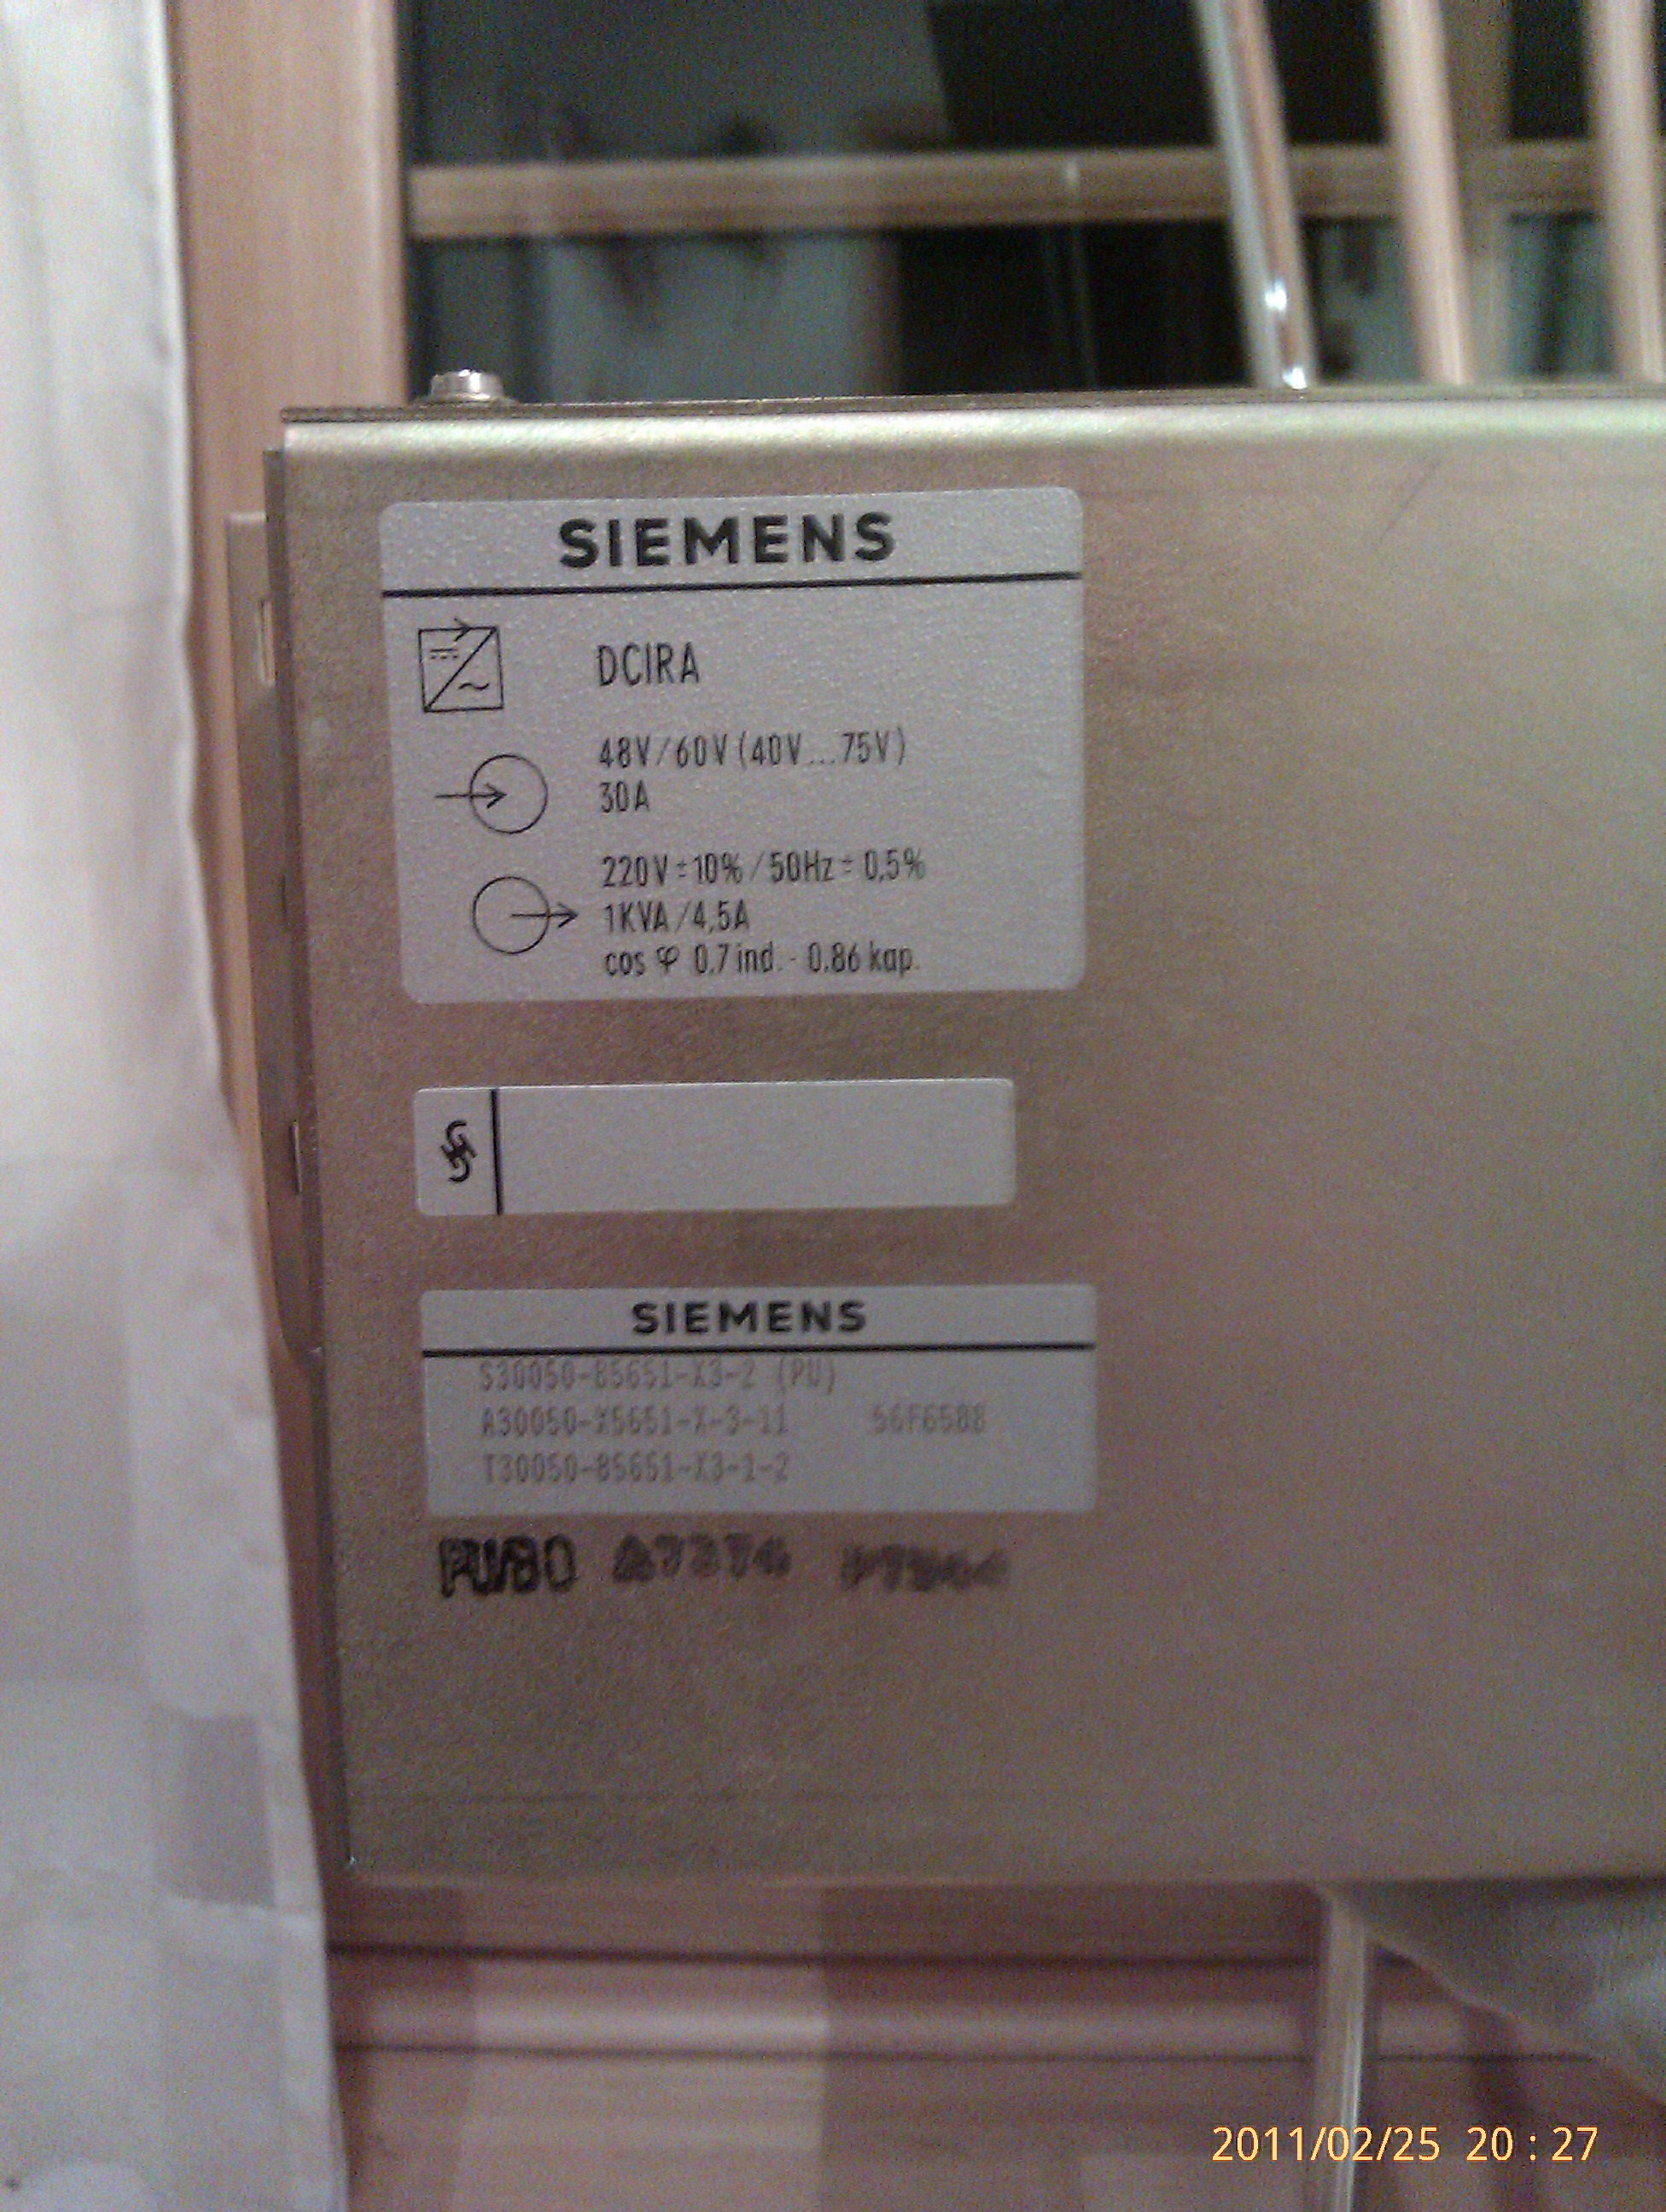 SIEMENS
DCIRA
48V/60V (40V...75V)
30A
220V ÷ 10% / 50Hz ÷ 0,5%
1KVA/4,5A
cos φ 0,7 ind. - 0,86 kap.
SIEMENS
S30050-B5651-X3-2 (PU)
A30050-X5651-X-3-11 56F6588
T30050-B5651-X3-1-2
2011/02/25 20:27